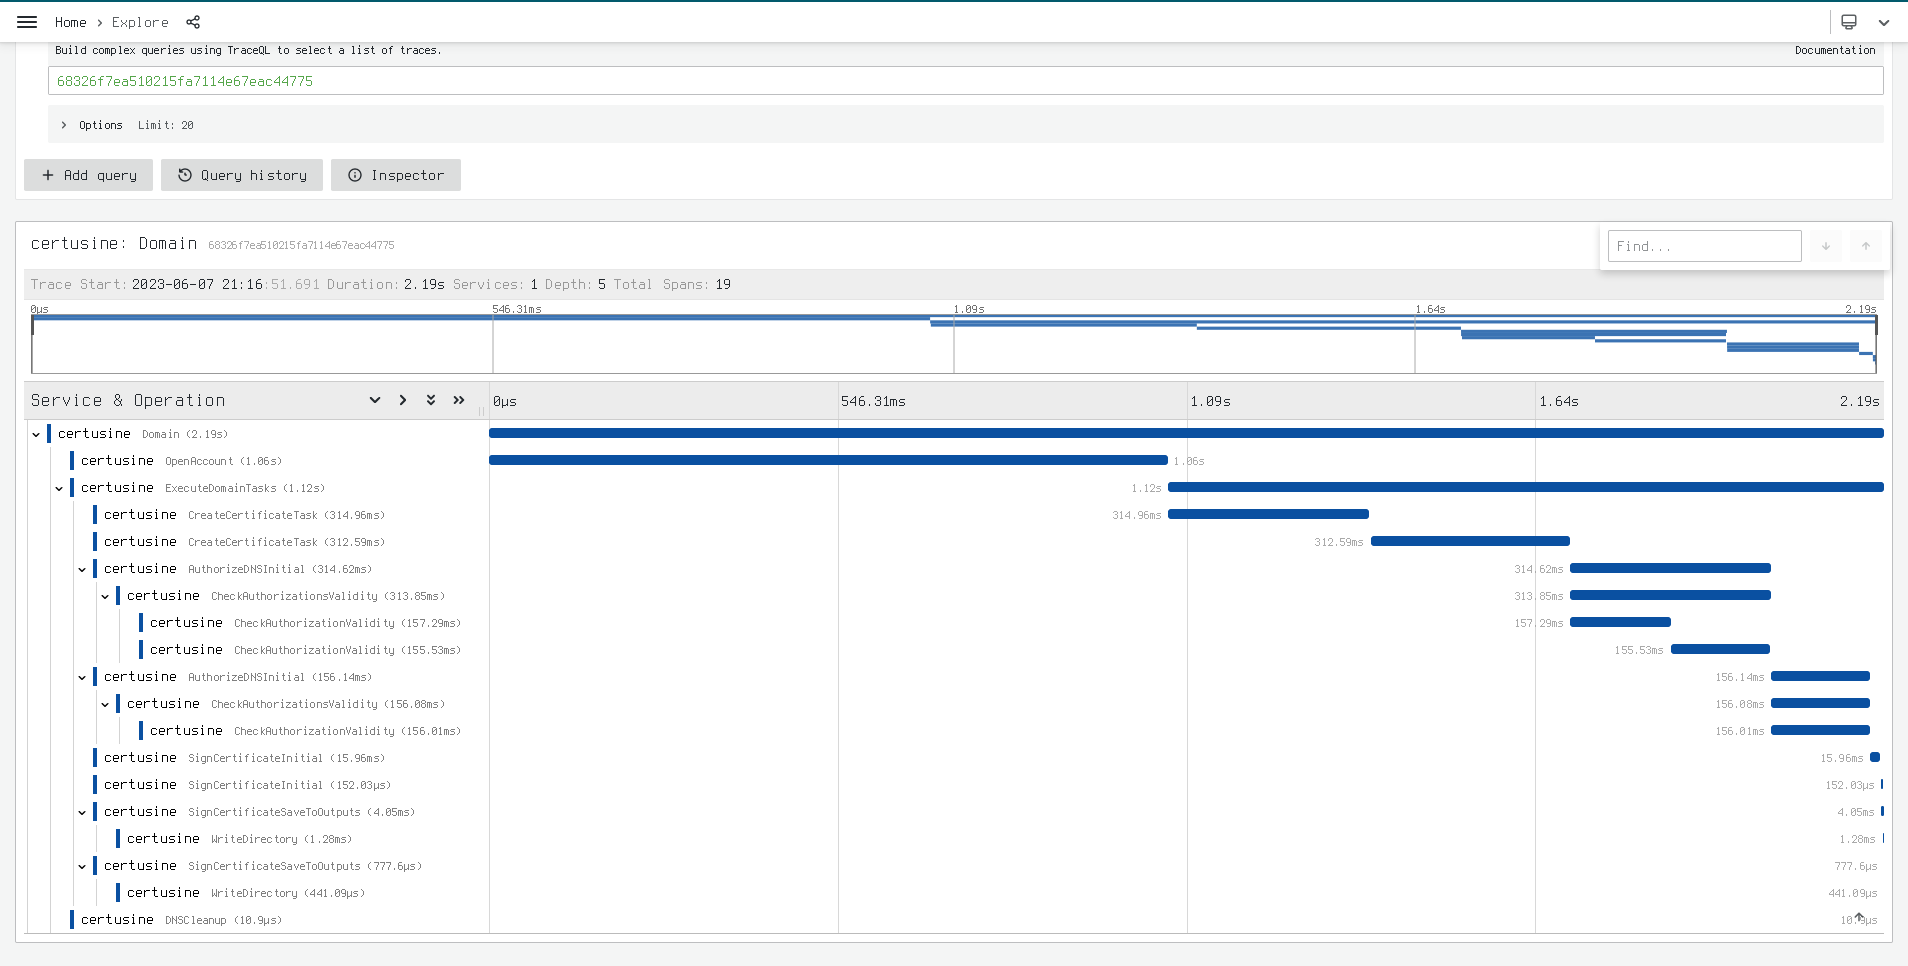 Home › Explore
Build complex queries using TraceQL to select a list of traces.
Documentation
68326f7ea510215fa7114e67eac44775
Options Limit: 20
+ Add query Query history Inspector
certusine: Domain 68326f7ea510215fa7114e67eac44775
Find...
Trace Start: 2023-06-07 21:16:51.691 Duration: 2.19s Services: 1 Depth: 5 Total Spans: 19
0μs 546.31ms 1.09s 1.64s 2.19s
Service & Operation 0μs 546.31ms 1.09s 1.64s 2.19s
certusine Domain (2.19s)
certusine OpenAccount (1.06s) 1.06s
certusine ExecuteDomainTasks (1.12s) 1.12s
certusine CreateCertificateTask (314.96ms) 314.96ms
certusine CreateCertificateTask (312.59ms) 312.59ms
certusine AuthorizeDNSInitial (314.62ms) 314.62ms
certusine CheckAuthorizationsValidity (313.85ms) 313.85ms
certusine CheckAuthorizationValidity (157.29ms) 157.29ms
certusine CheckAuthorizationValidity (155.53ms) 155.53ms
certusine AuthorizeDNSInitial (156.14ms) 156.14ms
certusine CheckAuthorizationsValidity (156.08ms) 156.08ms
certusine CheckAuthorizationValidity (156.01ms) 156.01ms
certusine SignCertificateInitial (15.96ms) 15.96ms
certusine SignCertificateInitial (152.03μs) 152.03μs
certusine SignCertificateSaveToOutputs (4.05ms) 4.05ms
certusine WriteDirectory (1.28ms) 1.28ms
certusine SignCertificateSaveToOutputs (777.6μs) 777.6μs
certusine WriteDirectory (441.09μs) 441.09μs
certusine DNSCleanup (10.9μs) 10.9μs